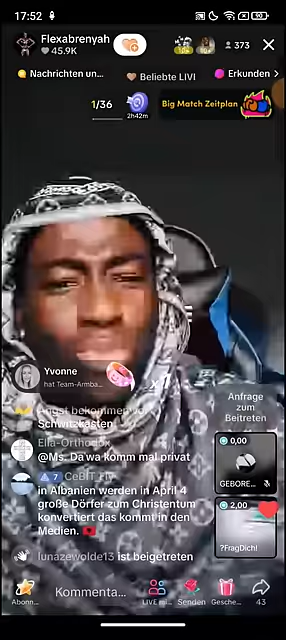 17:52
90
Flexabrenyah
45.9K
373
Nachrichten un...
Beliebte LIVE
Erkunden >
1/36
2h42m
Big Match Zeitplan
Yvonne
hat Team-Armba...
Angst bekommen vor
Schwitzkasten
Ella-Orthodox
@Ms. Da wa komm mal privat
7 CeBIT
in Albanien werden in April 4
große Dörfer zum Christentum
konvertiert das kommt in den
Medien.
lunazewolde13 ist beigetreten
Anfrage
zum
Beitreten
0,00
GEBORE...
2,00
?FragDich!
Abonn...
Kommenta...
LIVE mi...
Senden
Gesche...
43